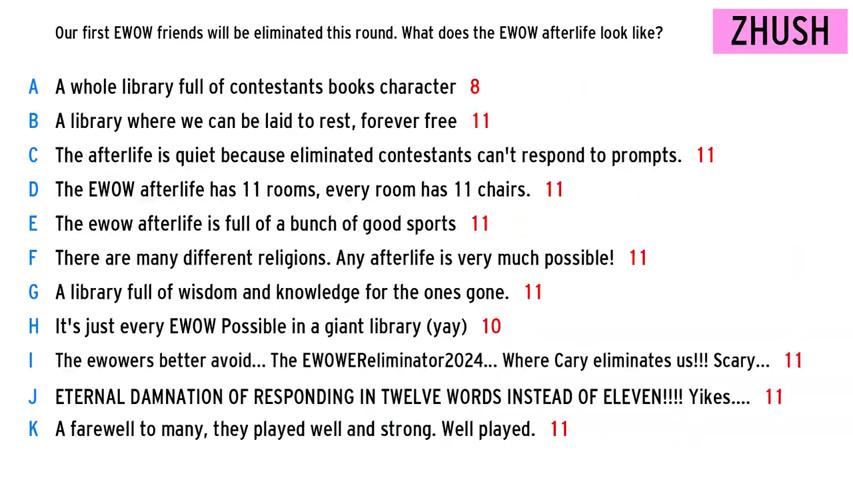 Our first EWOW friends will be eliminated this round. What does the EWOW afterlife look like?
ZHUSH
A A whole library full of contestants books character 8
B A library where we can be laid to rest, forever free 11
C The afterlife is quiet because eliminated contestants can't respond to prompts. 11
D The EWOW afterlife has 11 rooms, every room has 11 chairs. 11
E The ewow afterlife is full of a bunch of good sports 11
F There are many different religions. Any afterlife is very much possible! 11
G A library full of wisdom and knowledge for the ones gone. 11
H It's just every EWOW Possible in a giant library (yay) 10
I The ewowers better avoid... The EWOWEReliminator2024... Where Cary eliminates us!!! Scary... 11
J ETERNAL DAMNATION OF RESPONDING IN TWELVE WORDS INSTEAD OF ELEVEN!!!! Yikes.... 11
K A farewell to many, they played well and strong. Well played. 11